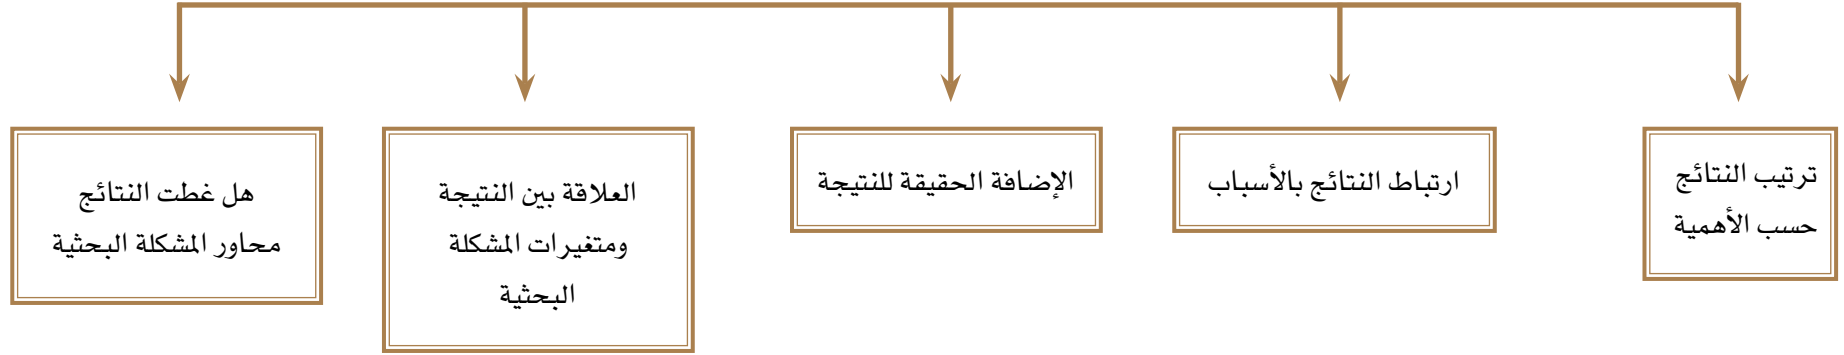 ترتيب النتائج
حسب الأهمية
ارتباط النتائج بالأسباب
الإضافة الحقيقة للنتيجة
العلاقة بين النتيجة
ومتغيرات المشكلة
البحثية
هل غطت النتائج
محاور المشكلة البحثية